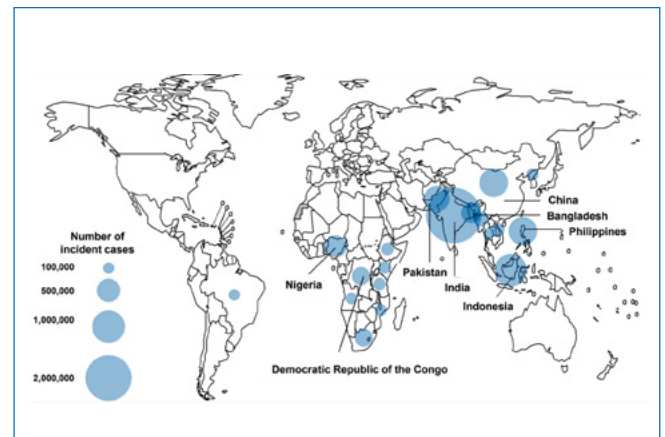 China
Bangladesh
Philippines
Number of
incident cases
100,000
500,000
1,000,000
2,000,000
Nigeria
Pakistan
India
Indonesia
Democratic Republic of the Congo